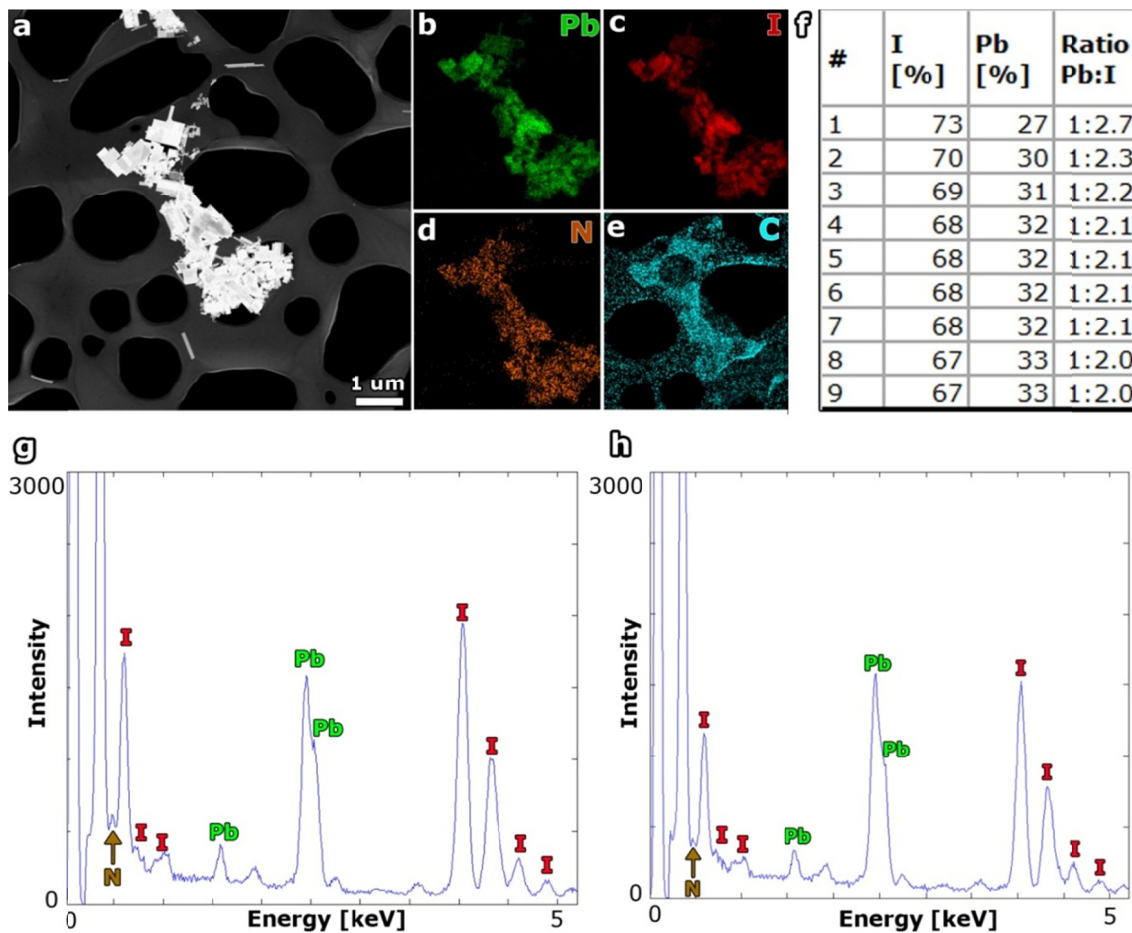 a
1 um
b Pb
c I
d N
e C
f
# I [%] Pb [%] Ratio Pb:I
1 73 27 1:2.7
2 70 30 1:2.3
3 69 31 1:2.2
4 68 32 1:2.1
5 68 32 1:2.1
6 68 32 1:2.1
7 68 32 1:2.1
8 67 33 1:2.0
9 67 33 1:2.0
g
3000
Intensity
0
I
I
I
N
Pb
Pb
Pb
I
I
I
I
0 Energy [keV] 5
h
3000
Intensity
0
I
I
I
N
Pb
Pb
Pb
I
I
I
I
0 Energy [keV] 5